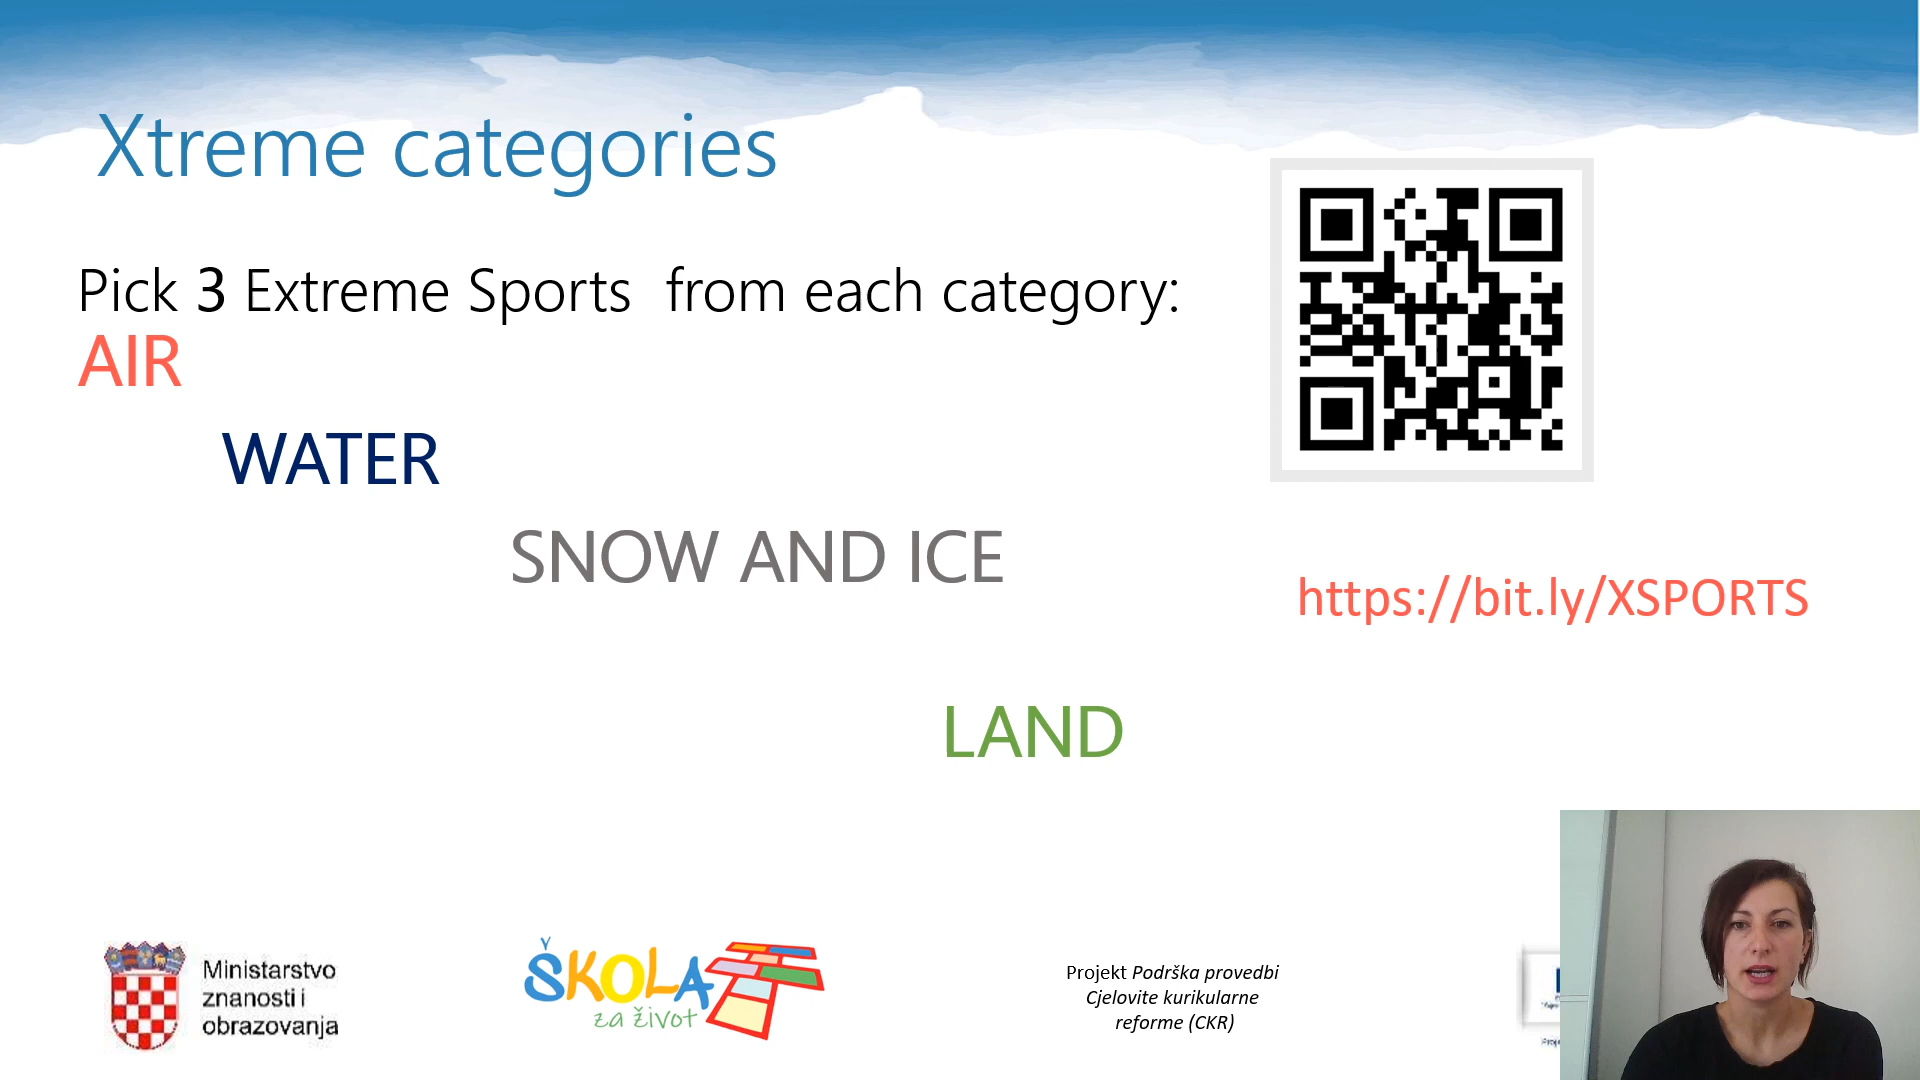 Xtreme categories
Pick 3 Extreme Sports from each category:
AIR
WATER
SNOW AND ICE
https://bit.ly/XSPORTS
LAND
Ministarstvo
znanosti i
obrazovanja
ŠKOLA
za život
Projekt Podrška provedbi
Cjelovite kurikularne
reforme (CKR)